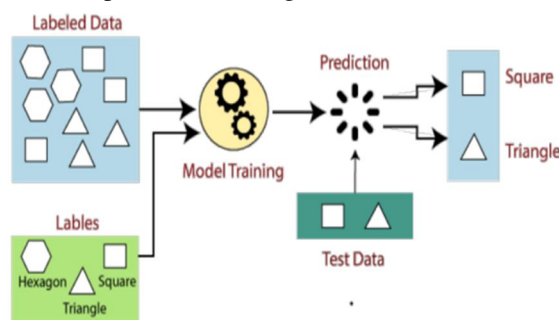 Labeled Data
Prediction
Square
Model Training
Triangle
Lables
Hexagon
Square
Triangle
Test Data